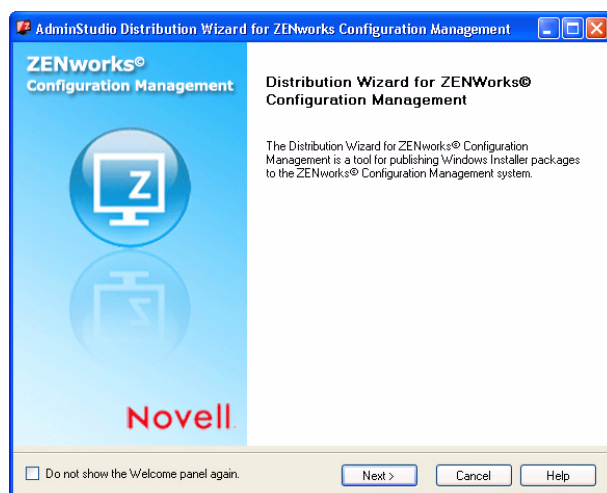 AdminStudio Distribution Wizard for ZENworks Configuration Management
ZENworks©
Configuration Management
Z
Novell.
Distribution Wizard for ZENWorks©
Configuration Management
The Distribution Wizard for ZENworks© Configuration
Management is a tool for publishing Windows Installer packages
to the ZENworks© Configuration Management system.
Do not show the Welcome panel again.
Next >
Cancel
Help